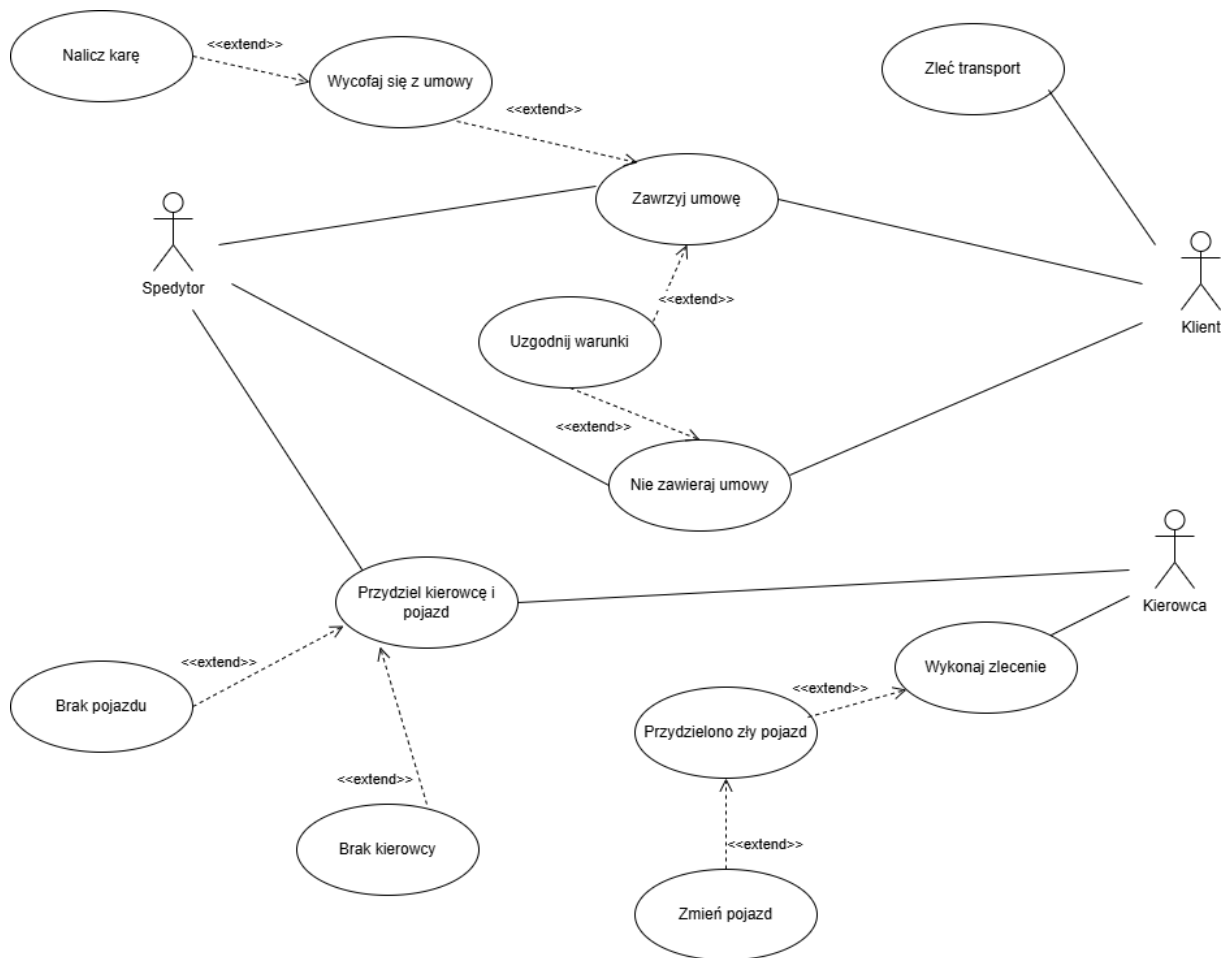 Nalicz karę
<<extend>>
Wycofaj się z umowy
<<extend>>
Zleć transport
Zawrzyj umowę
Spedytor
Klient
<<extend>>
Uzgodnij warunki
<<extend>>
Nie zawieraj umowy
Przydziel kierowcę i
pojazd
Kierowca
<<extend>>
Brak pojazdu
<<extend>>
Brak kierowcy
Wykonaj zlecenie
<<extend>>
Przydzielono zły pojazd
<<extend>>
Zmień pojazd